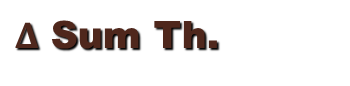 Δ Sum Th.